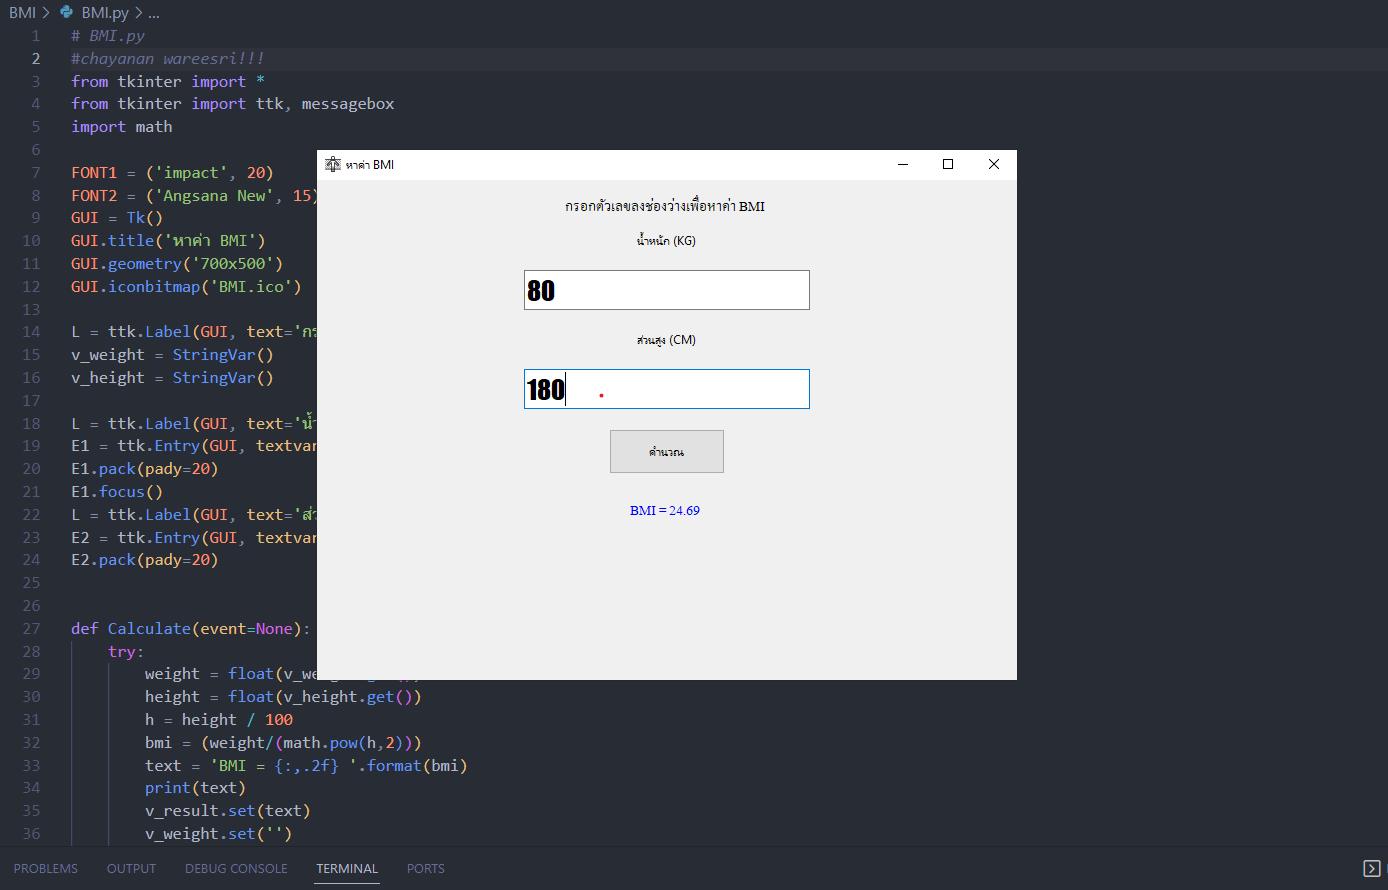 BMI > BMI.py > ...
1 # BMI.py
2 #chayanan wareesri!!!
3 from tkinter import *
4 from tkinter import ttk, messagebox
5 import math
6
7 FONT1 = ('impact', 20)
8 FONT2 = ('Angsana New', 15)
9 GUI = Tk()
10 GUI.title('หาค่า BMI')
11 GUI.geometry('700x500')
12 GUI.iconbitmap('BMI.ico')
13
14 L = ttk.Label(GUI, text='กร
15 v_weight = StringVar()
16 v_height = StringVar()
17
18 L = ttk.Label(GUI, text='น้ำ
19 E1 = ttk.Entry(GUI, textvar
20 E1.pack(pady=20)
21 E1.focus()
22 L = ttk.Label(GUI, text='ส่ว
23 E2 = ttk.Entry(GUI, textvar
24 E2.pack(pady=20)
25
26
27 def Calculate(event=None):
28 try:
29 weight = float(v_we
30 height = float(v_height.get())
31 h = height / 100
32 bmi = (weight/(math.pow(h,2)))
33 text = 'BMI = {:,.2f} '.format(bmi)
34 print(text)
35 v_result.set(text)
36 v_weight.set('')
หาค่า BMI
กรอกตัวเลขลงช่องว่างเพื่อหาค่า BMI
น้ำหนัก (KG)
80
ส่วนสูง (CM)
180
คำนวณ
BMI = 24.69
PROBLEMS OUTPUT DEBUG CONSOLE TERMINAL PORTS